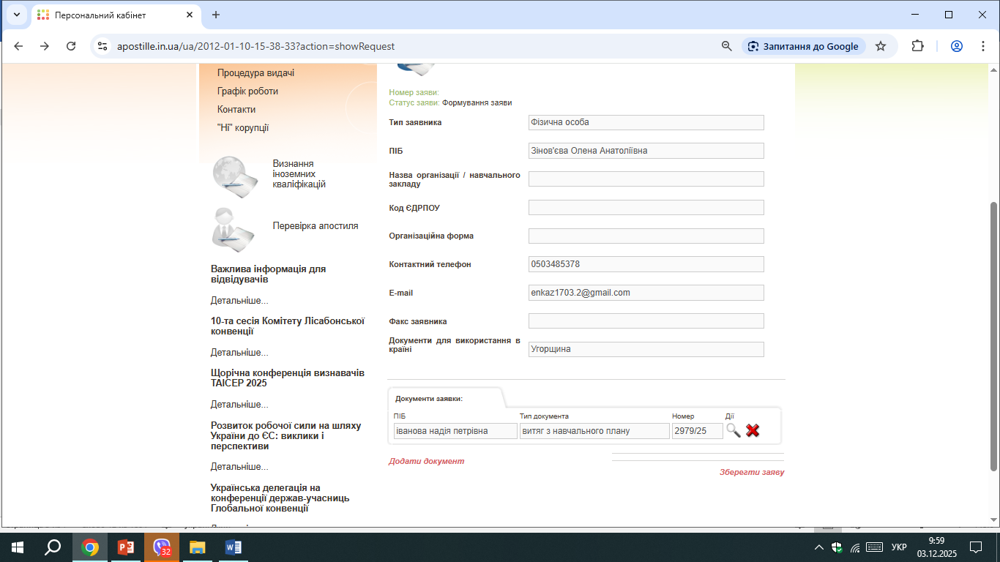 Персональний кабінет
apostille.in.ua/ua/2012-01-10-15-38-33?action=showRequest
Запитання до Google
Процедура видачі
Графік роботи
Контакти
"Ні" корупції
Визнання
іноземних
кваліфікацій
Перевірка апостиля
Важлива інформація для
відвідувачів
Детальніше...
10-та сесія Комітету Лісабонської
конвенції
Детальніше...
Щорічна конференція визнавачів
TAICEP 2025
Детальніше...
Розвиток робочої сили на шляху
України до ЄС: виклики і
перспективи
Детальніше...
Українська делегація на
конференції держав-учасниць
Глобальної конвенції
Номер заяви:
Статус заяви: Формування заяви
Тип заявника Фізична особа
ПІБ Зінов'єва Олена Анатоліївна
Назва організації / навчального
закладу
Код ЄДРПОУ
Організаційна форма
Контактний телефон 0503485378
E-mail enkaz1703.2@gmail.com
Факс заявника
Документи для використання в
країні Угорщина
Документи заявки:
ПІБ Тип документа Номер Дії
іванова надія петрівна витяг з навчального плану 2979/25
Додати документ
Зберегти заяву
32
УКР
9:59
03.12.2025